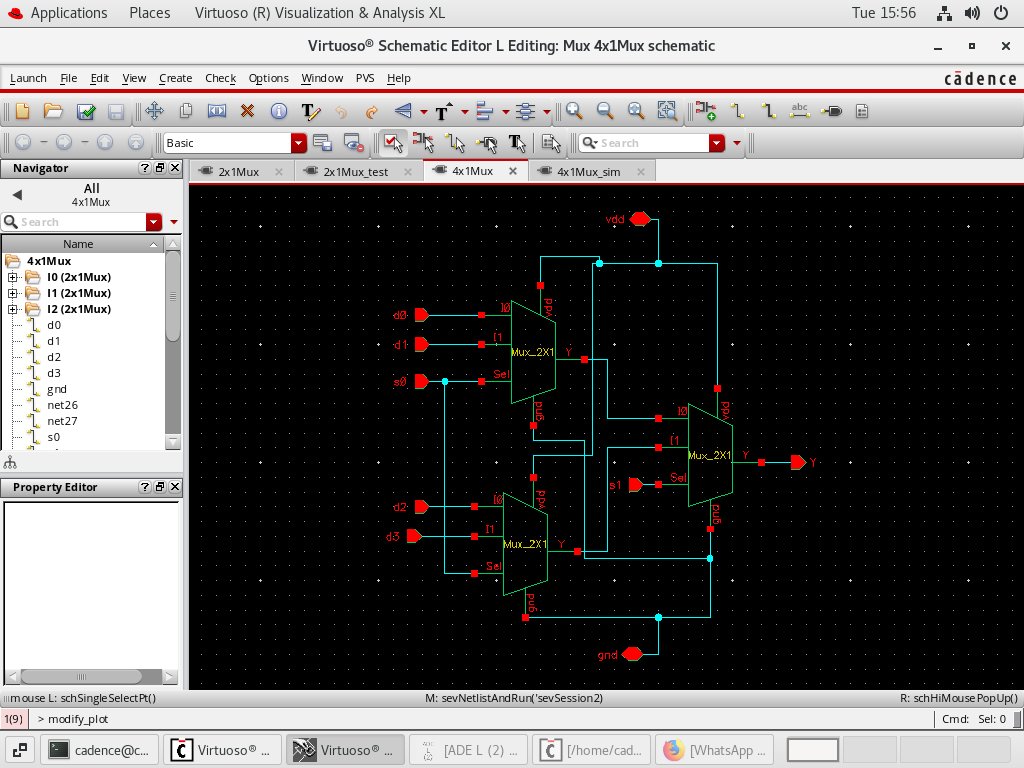 Applications Places Virtuoso (R) Visualization & Analysis XL Tue 15:56
Virtuoso® Schematic Editor L Editing: Mux 4x1Mux schematic
Launch File Edit View Create Check Options Window PVS Help cādence
abc
Basic Search
Navigator ?
2x1Mux 2x1Mux_test 4x1Mux 4x1Mux_sim
All
4x1Mux
Search
Name
4x1Mux
I0 (2x1Mux)
I1 (2x1Mux)
I2 (2x1Mux)
d0
d1
d2
d3
gnd
net26
net27
s0
Property Editor ?
vdd
d0 I0 vdd
d1 I1
Mux_2X1 Y
s0 Sel
gnd
I0 vdd
I1
Mux_2X1 Y Y
s1 Sel
gnd
d2 I0 vdd
d3 I1
Mux_2X1 Y
Sel
gnd
gnd
mouse L: schSingleSelectPt() M: sevNetlistAndRun('sevSession2) R: schHiMousePopUp()
1(9) > modify_plot Cmd: Sel: 0
cadence@c... Virtuoso® ... Virtuoso® ... [ADE L (2) ... [/home/cad... [WhatsApp ...